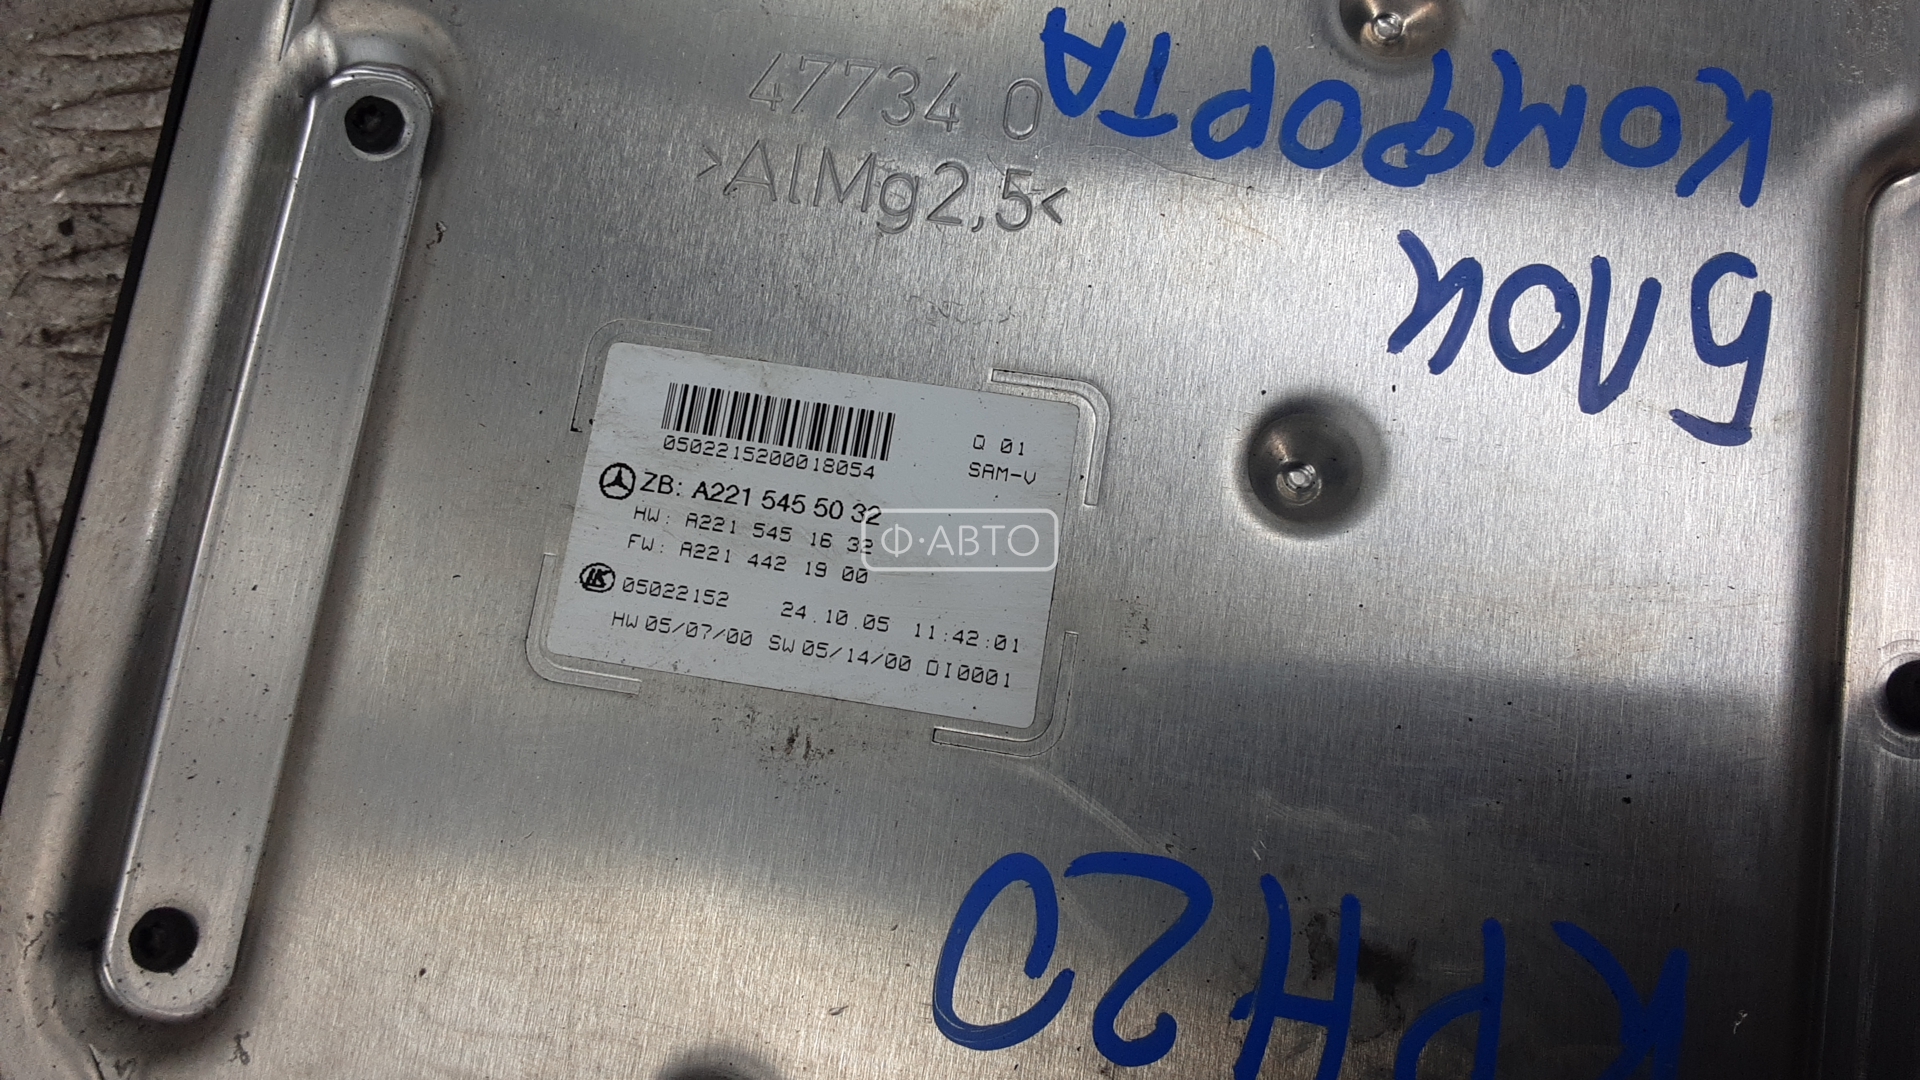 47734 0
>AlMg2,5<
БЛОК
КОМФОРТА
0502215200018054
Q 01
SAM-V
ZB: A221 545 50 32
HW: A221 545 16 32
FW: A221 442 19 00
05022152 24.10.05 11:42:01
HW 05/07/00 SW 05/14/00 DI0001
Ф·АВТО
КРН20